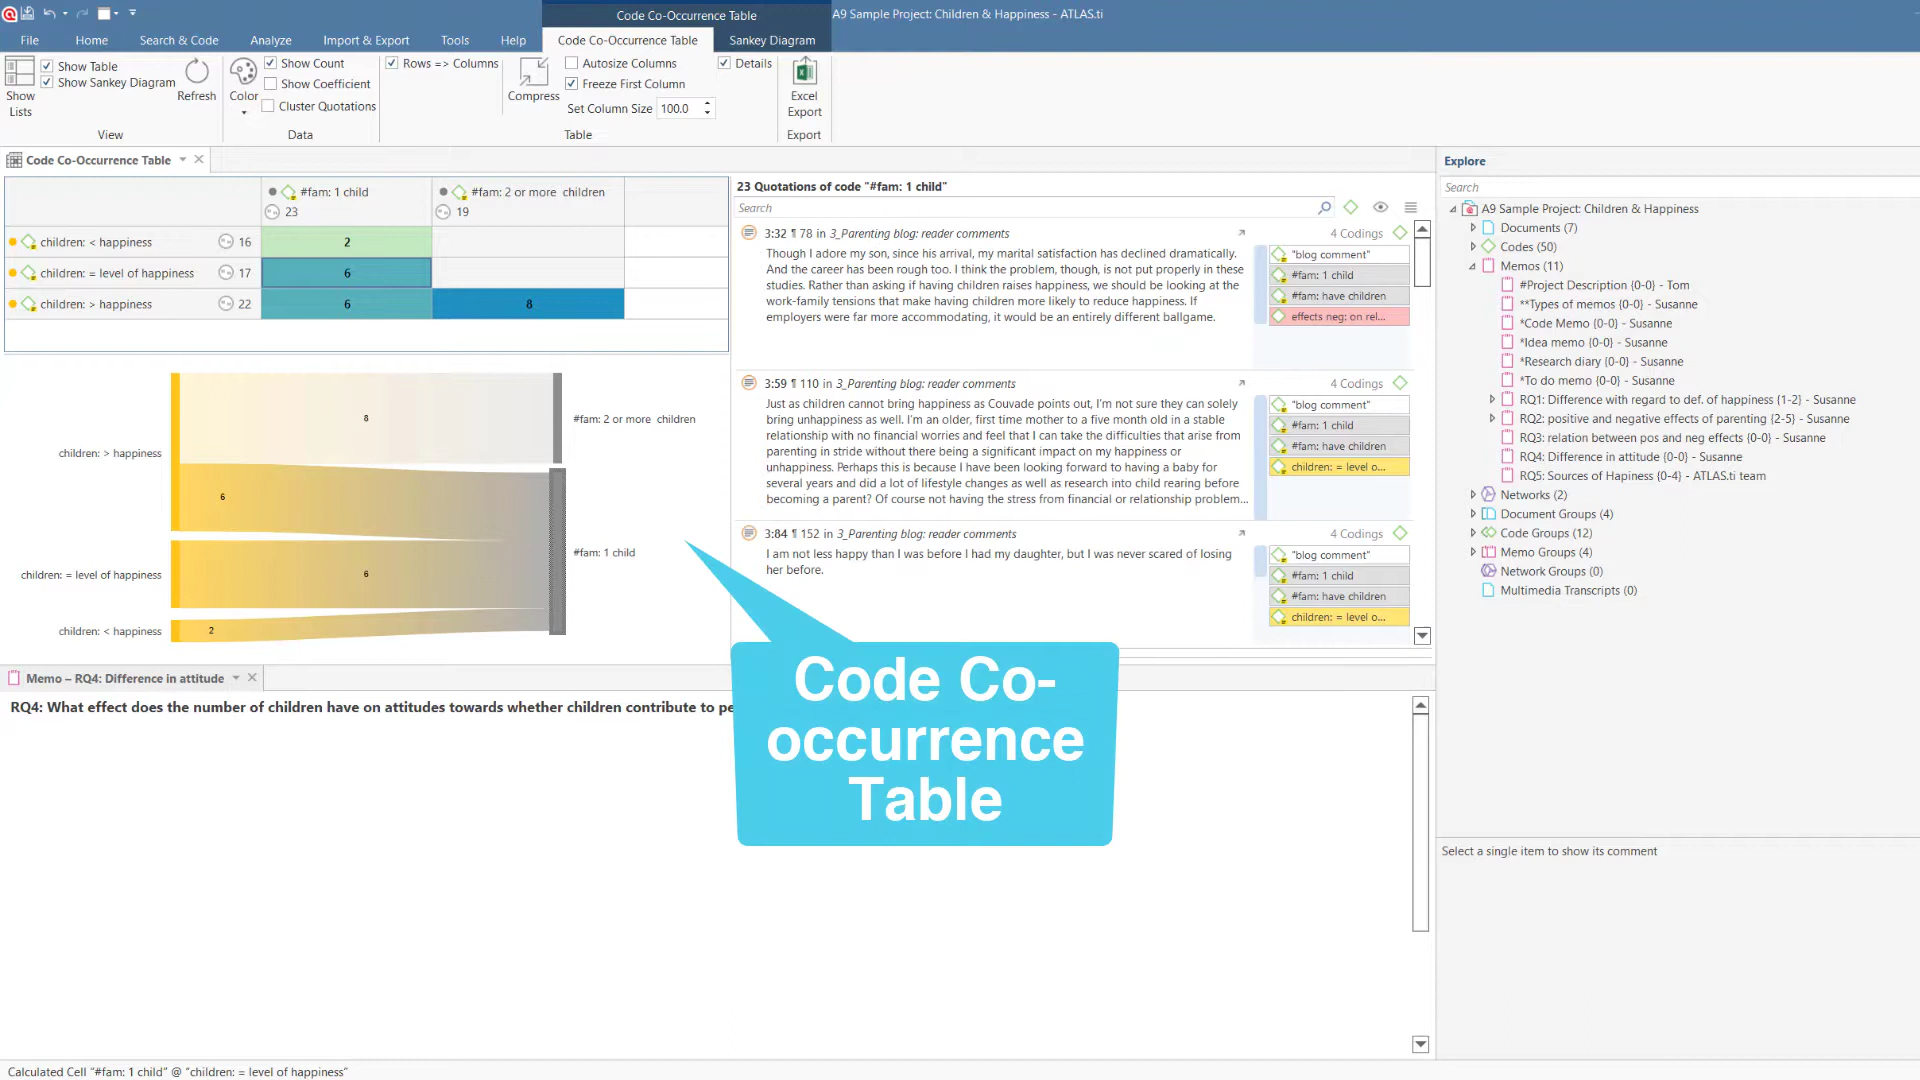 Code Co-Occurrence Table
A9 Sample Project: Children & Happiness - ATLAS.ti
File Home Search & Code Analyze Import & Export Tools Help Code Co-Occurrence Table Sankey Diagram
Show Lists
Show Table
Show Sankey Diagram
Refresh
View
Color
Show Count
Show Coefficient
Cluster Quotations
Data
Rows => Columns
Compress
Autosize Columns
Freeze First Column
Set Column Size 100.0
Table
Details
Excel Export
Export
Code Co-Occurrence Table
#fam: 1 child
23
#fam: 2 or more children
19
children: < happiness 16 2
children: = level of happiness 17 6
children: > happiness 22 6 8
8
#fam: 2 or more children
children: > happiness
6
#fam: 1 child
children: = level of happiness
6
children: < happiness
2
23 Quotations of code "#fam: 1 child"
Search
3:32 ¶ 78 in 3_Parenting blog: reader comments
Though I adore my son, since his arrival, my marital satisfaction has declined dramatically.
And the career has been rough too. I think the problem, though, is not put properly in these
studies. Rather than asking if having children raises happiness, we should be looking at the
work-family tensions that make having children more likely to reduce happiness. If
employers were far more accommodating, it would be an entirely different ballgame.
4 Codings
"blog comment"
#fam: 1 child
#fam: have children
effects neg: on rel...
3:59 ¶ 110 in 3_Parenting blog: reader comments
Just as children cannot bring happiness as Couvade points out, I'm not sure they can solely
bring unhappiness as well. I'm an older, first time mother to a five month old in a stable
relationship with no financial worries and feel that I can take the difficulties that arise from
parenting in stride without there being a significant impact on my happiness or
unhappiness. Perhaps this is because I have been looking forward to having a baby for
several years and did a lot of lifestyle changes as well as research into child rearing before
becoming a parent? Of course not having the stress from financial or relationship problem...
4 Codings
"blog comment"
#fam: 1 child
#fam: have children
children: = level o...
3:84 ¶ 152 in 3_Parenting blog: reader comments
I am not less happy than I was before I had my daughter, but I was never scared of losing
her before.
4 Codings
"blog comment"
#fam: 1 child
#fam: have children
children: = level o...
Memo – RQ4: Difference in attitude
RQ4: What effect does the number of children have on attitudes towards whether children contribute to pe
Code Co-
occurrence
Table
Explore
Search
A9 Sample Project: Children & Happiness
Documents (7)
Codes (50)
Memos (11)
#Project Description {0-0} - Tom
**Types of memos {0-0} - Susanne
*Code Memo {0-0} - Susanne
*Idea memo {0-0} - Susanne
*Research diary {0-0} - Susanne
*To do memo {0-0} - Susanne
RQ1: Difference with regard to def. of happiness {1-2} - Susanne
RQ2: positive and negative effects of parenting {2-5} - Susanne
RQ3: relation between pos and neg effects {0-0} - Susanne
RQ4: Difference in attitude {0-0} - Susanne
RQ5: Sources of Hapiness {0-4} - ATLAS.ti team
Networks (2)
Document Groups (4)
Code Groups (12)
Memo Groups (4)
Network Groups (0)
Multimedia Transcripts (0)
Select a single item to show its comment
Calculated Cell "#fam: 1 child" @ "children: = level of happiness"